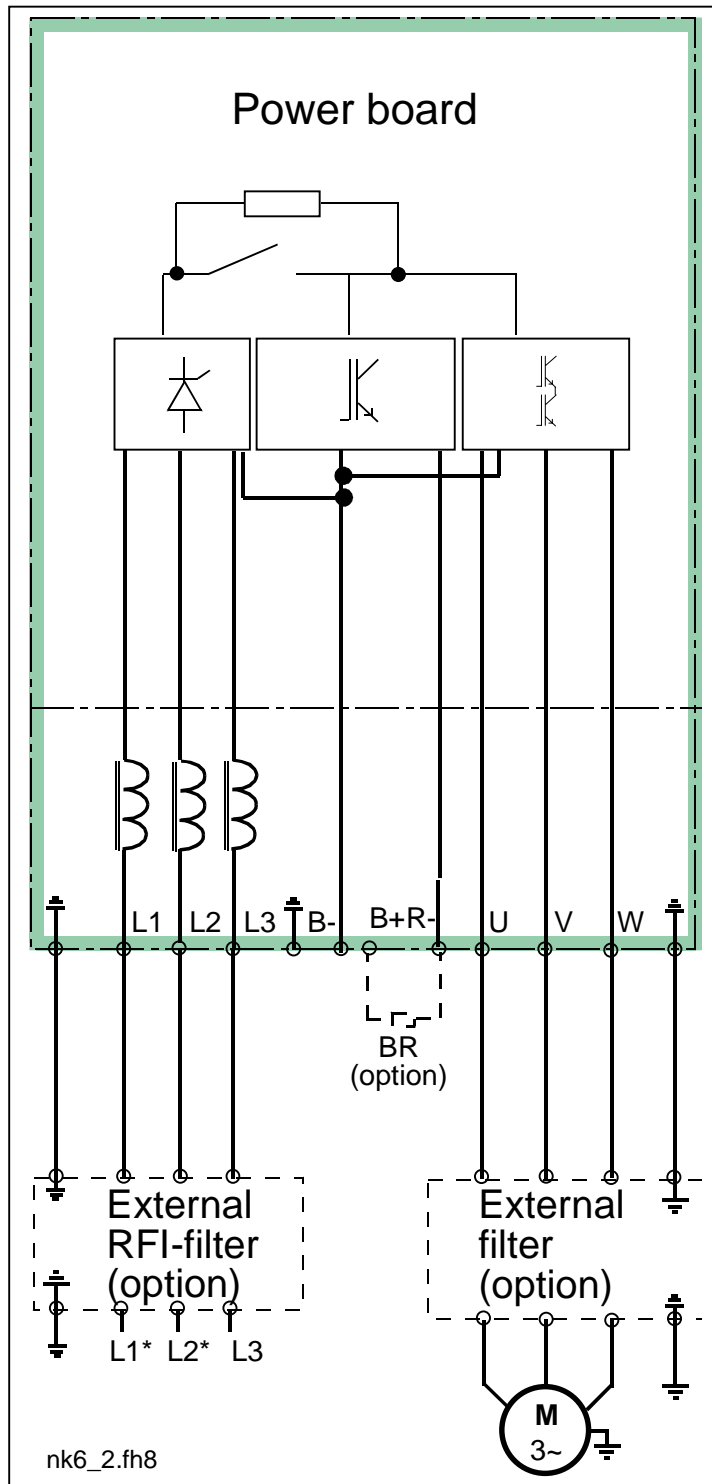 Power board
L1 L2 L3 B- B+ R- U V W
BR
(option)
External
RFI-filter
(option)
External
filter
(option)
L1* L2* L3
M
3~
nk6_2.fh8